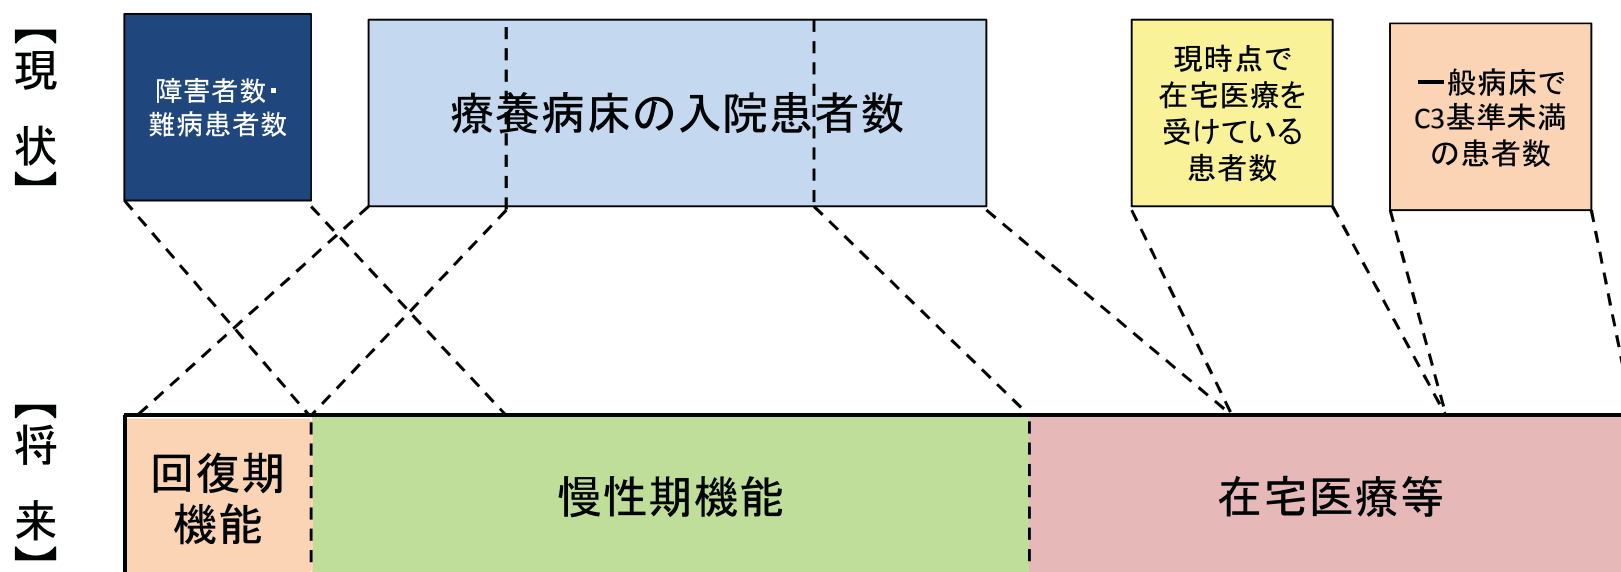 【現状】
障害者数・
難病患者数
療養病床の入院患者数
現時点で
在宅医療を
受けている
患者数
一般病床で
C3基準未満
の患者数
【将来】
回復期
機能
慢性期機能
在宅医療等